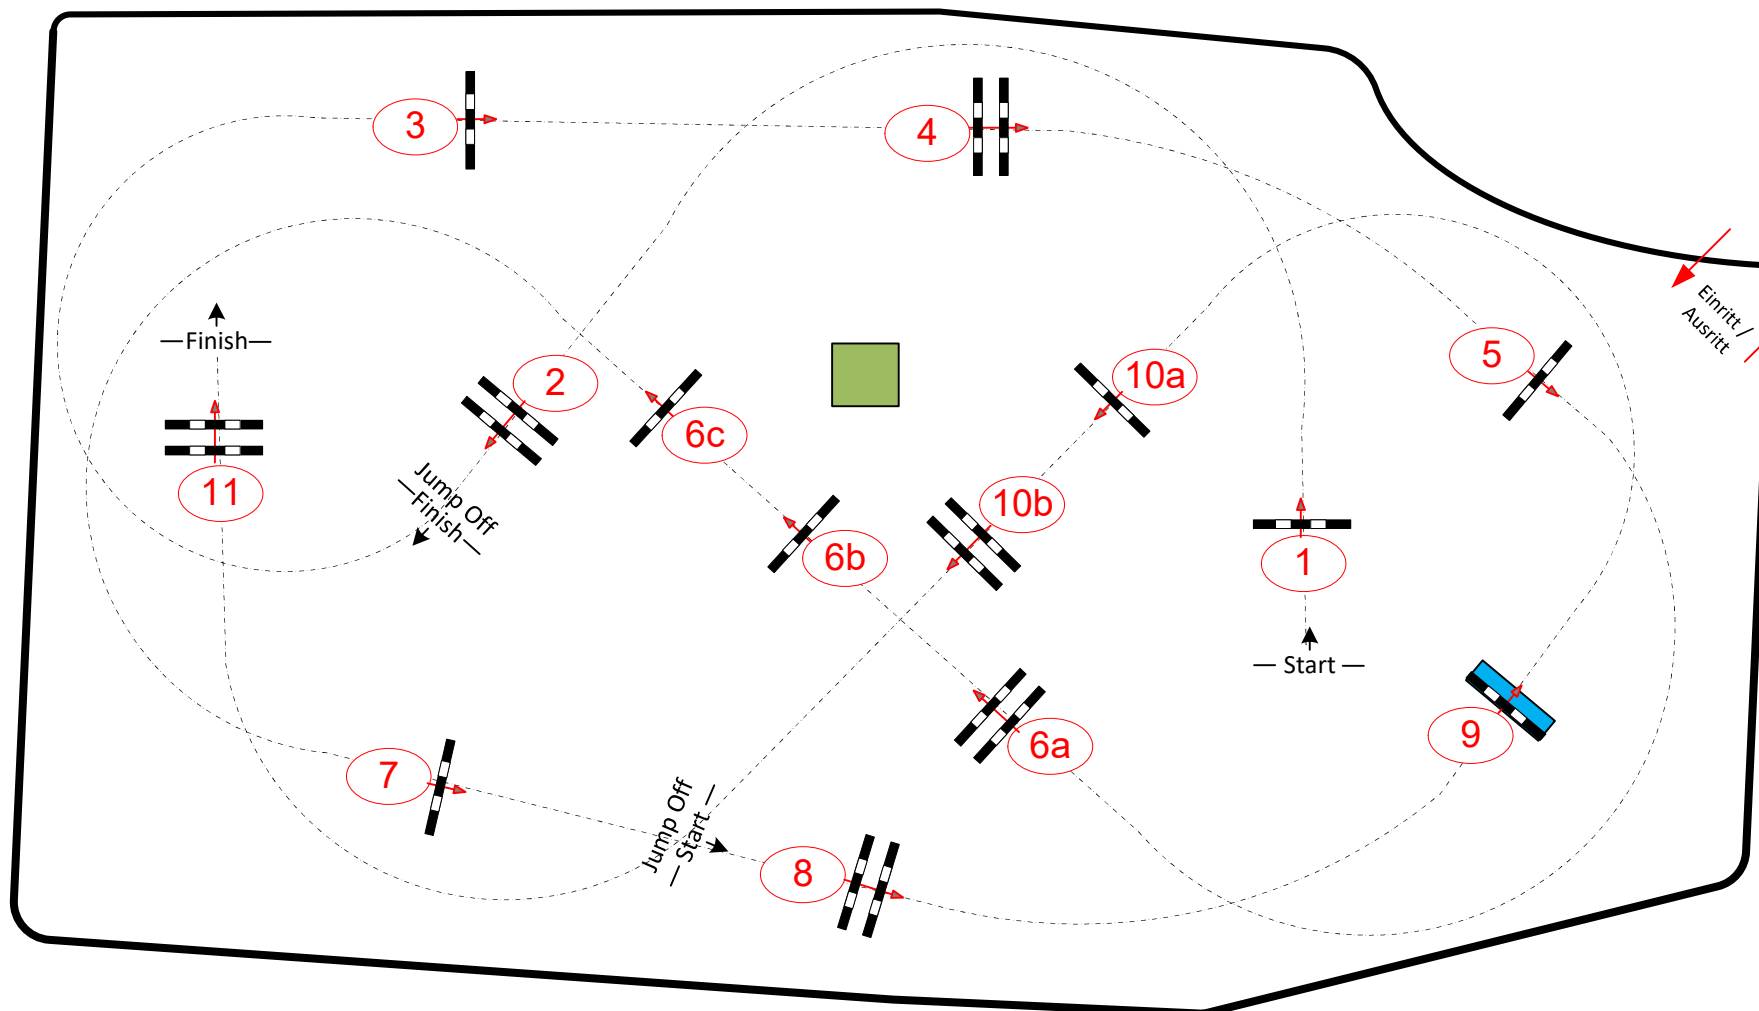 3
4
Einritt /
Ausritt
Finish
2
5
10a
6c
11
Jump Off
Finish
10b
6b
1
Start
6a
9
7
Jump Off
Start
8